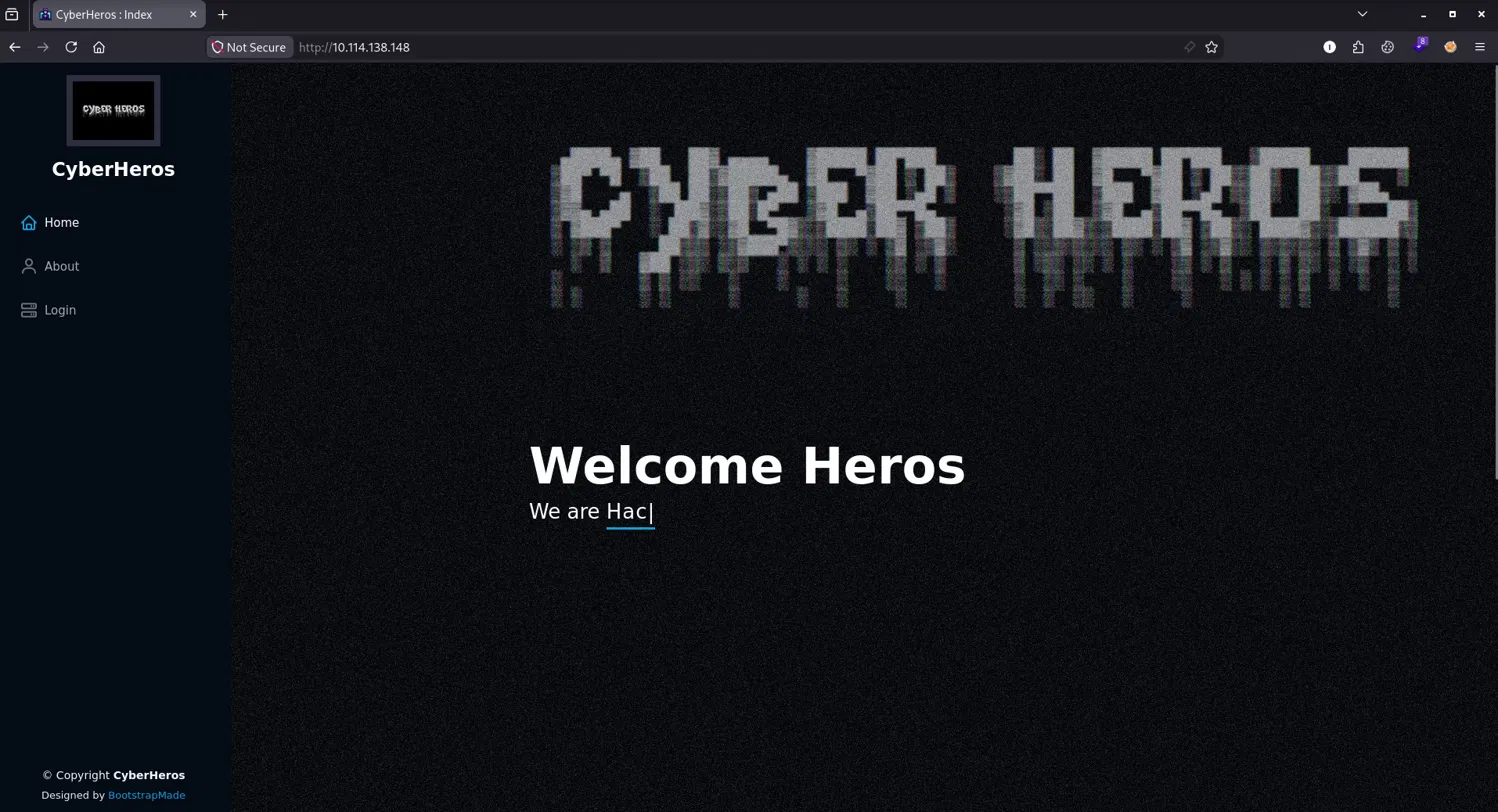 CyberHeros : Index
Not Secure
http://10.114.138.148
8
CYBER HEROS
CyberHeros
Home
About
Login
CYBER HEROS
Welcome Heros
We are Hac|
© Copyright CyberHeros
Designed by BootstrapMade